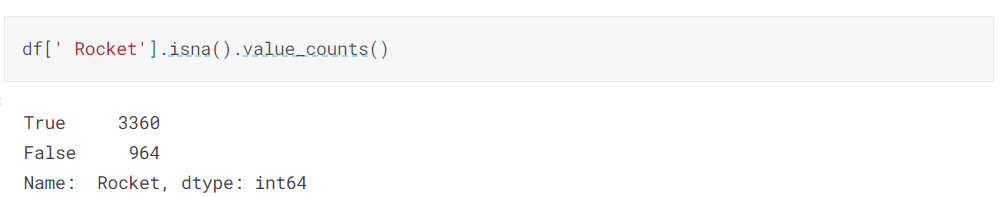 df[' Rocket'].isna().value_counts()
True     3360
False     964
Name:  Rocket, dtype: int64